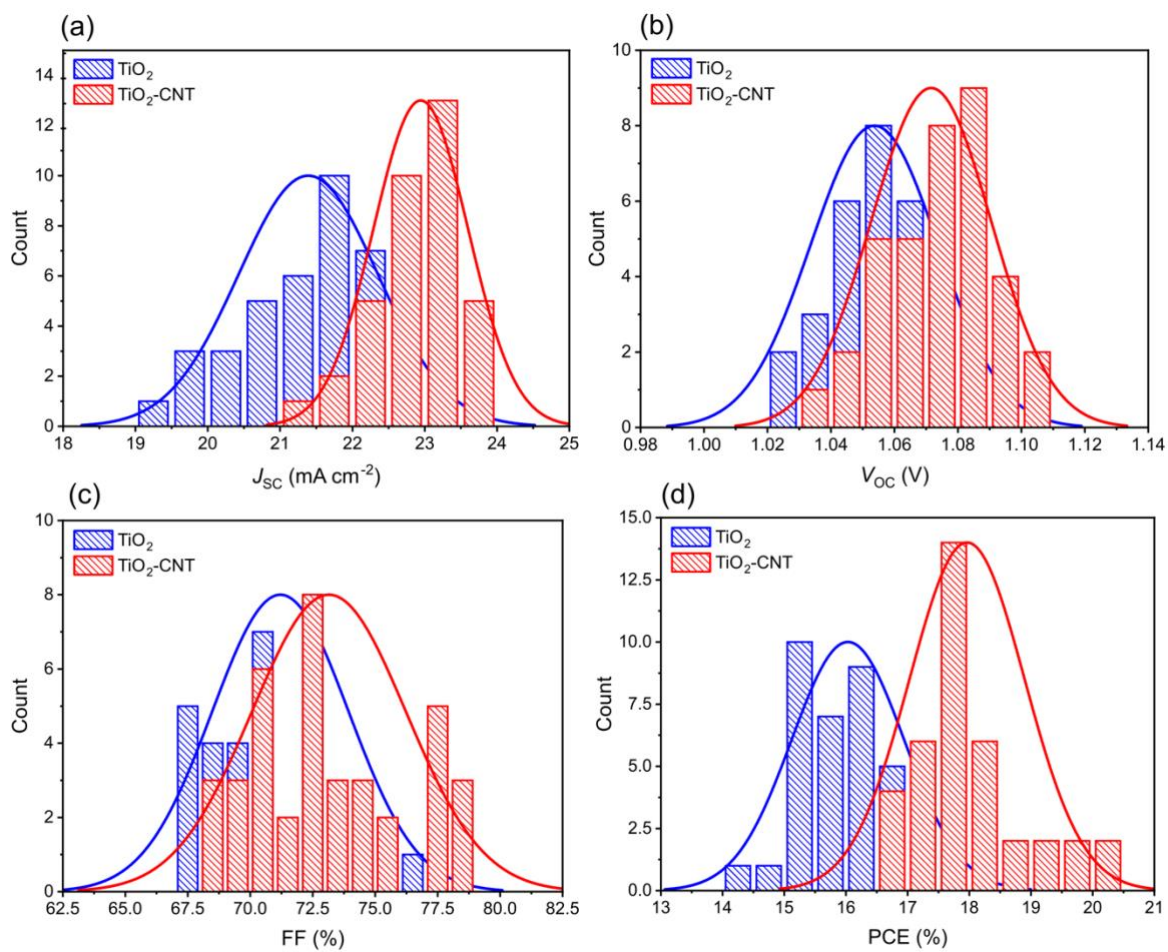 (a)
TiO₂
TiO₂-CNT
14
12
10
8
6
4
2
0
Count
18 19 20 21 22 23 24 25
J_SC (mA cm⁻²)
(b)
TiO₂
TiO₂-CNT
10
8
6
4
2
0
Count
0.98 1.00 1.02 1.04 1.06 1.08 1.10 1.12 1.14
V_OC (V)
(c)
TiO₂
TiO₂-CNT
10
8
6
4
2
0
Count
62.5 65.0 67.5 70.0 72.5 75.0 77.5 80.0 82.5
FF (%)
(d)
TiO₂
TiO₂-CNT
15.0
12.5
10.0
7.5
5.0
2.5
0.0
Count
13 14 15 16 17 18 19 20 21
PCE (%)